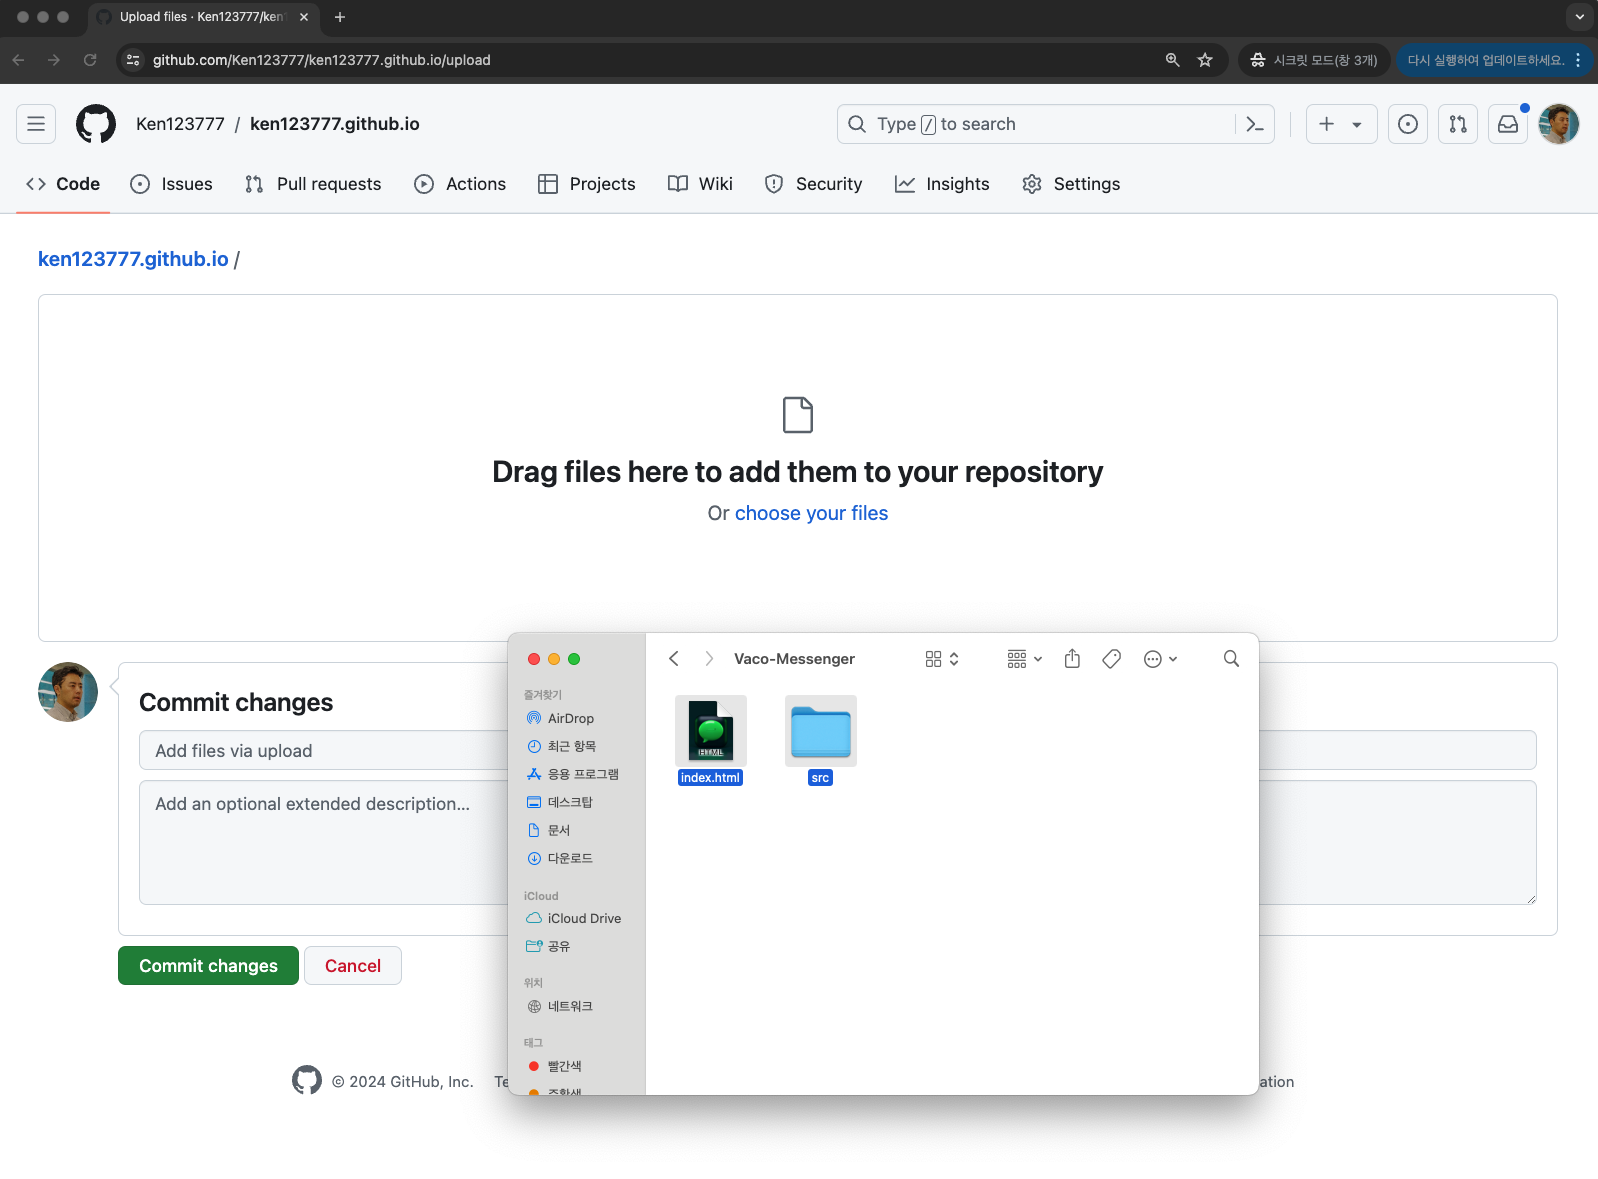 Upload files · Ken123777/ken1
github.com/Ken123777/ken123777.github.io/upload
시크릿 모드(창 3개)
다시 실행하여 업데이트하세요.
Ken123777 / ken123777.github.io
Type / to search
Code
Issues
Pull requests
Actions
Projects
Wiki
Security
Insights
Settings
ken123777.github.io /
Drag files here to add them to your repository
Or choose your files
Commit changes
Add files via upload
Add an optional extended description...
Commit changes
Cancel
Vaco-Messenger
즐겨찾기
AirDrop
최근 항목
응용 프로그램
데스크탑
문서
다운로드
iCloud
iCloud Drive
공유
위치
네트워크
태그
빨간색
주황색
HTML
index.html
src
© 2024 GitHub, Inc.
Te
ation